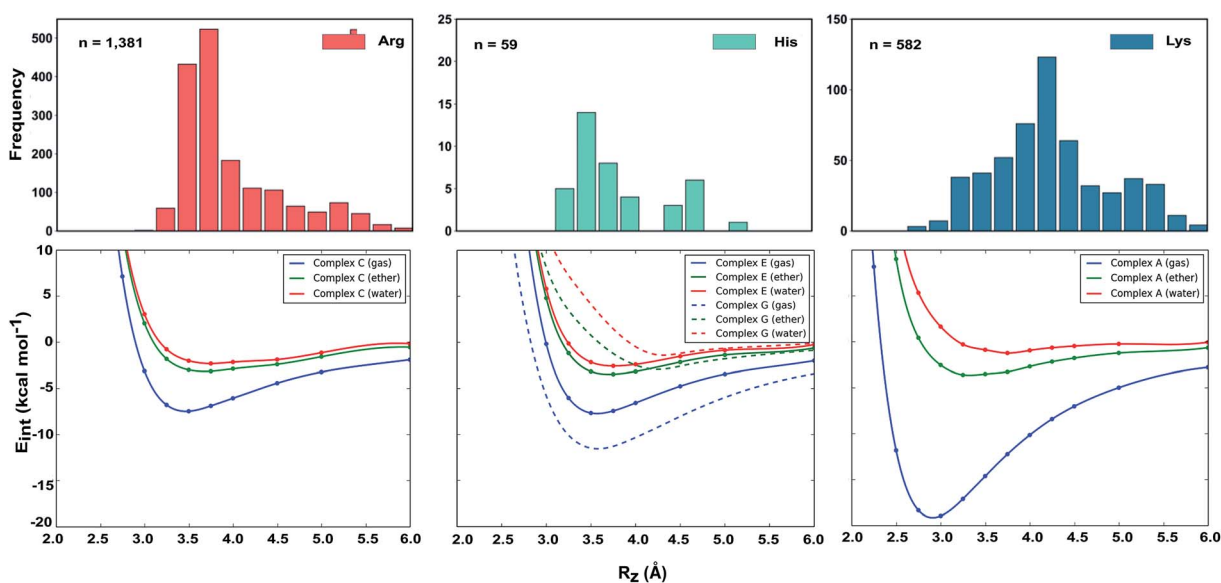 n = 1,381
Arg
500
400
300
200
100
0
Frequency
25
20
15
10
5
0
n = 59
His
150
100
50
0
n = 582
Lys
10
5
0
-5
-10
-15
-20
E_int (kcal mol⁻¹)
Complex C (gas)
Complex C (ether)
Complex C (water)
2.0 2.5 3.0 3.5 4.0 4.5 5.0 5.5 6.0
Complex E (gas)
Complex E (ether)
Complex E (water)
Complex G (gas)
Complex G (ether)
Complex G (water)
2.0 2.5 3.0 3.5 4.0 4.5 5.0 5.5 6.0
Complex A (gas)
Complex A (ether)
Complex A (water)
2.0 2.5 3.0 3.5 4.0 4.5 5.0 5.5 6.0
R_z (Å)